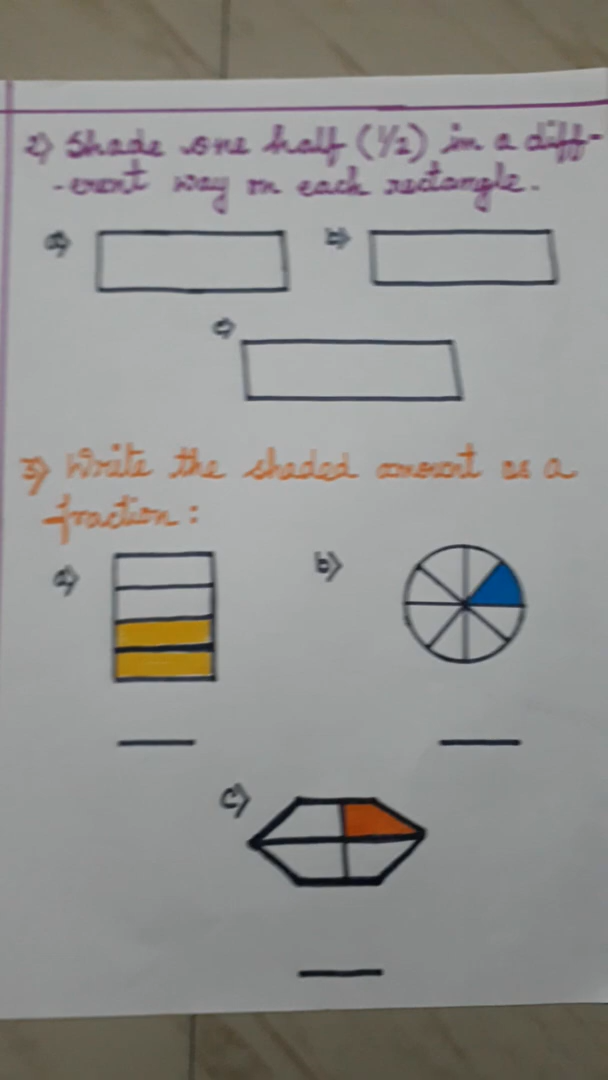 2) Shade one half (1/2) in a diff-
-erent way on each rectangle.
a) b)
c)
3) Write the shaded amount as a
fraction :
a) b)
c)